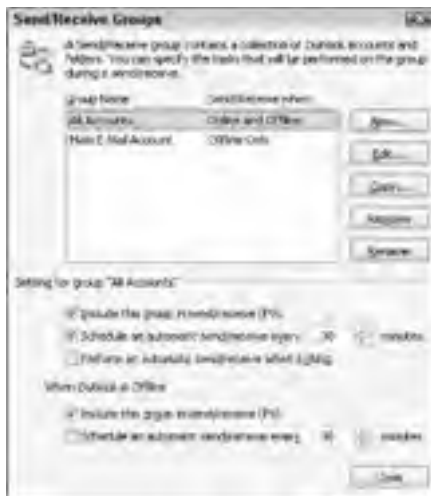 Send/Receive Groups
A Send/Receive group contains a collection of Outlook accounts and
folders. You can specify the tasks that will be performed on the group
during a send/receive.
Group Name Send/Receive when
All Accounts Online and Offline
Main E-Mail Account Offline Only
New...
Edit...
Copy...
Remove
Rename
Setting for group "All Accounts"
Include this group in send/receive (F9).
Schedule an automatic send/receive every 30 minutes
Perform an automatic send/receive when exiting.
When Outlook is Offline
Include this group in send/receive (F9).
Schedule an automatic send/receive every 30 minutes
Close